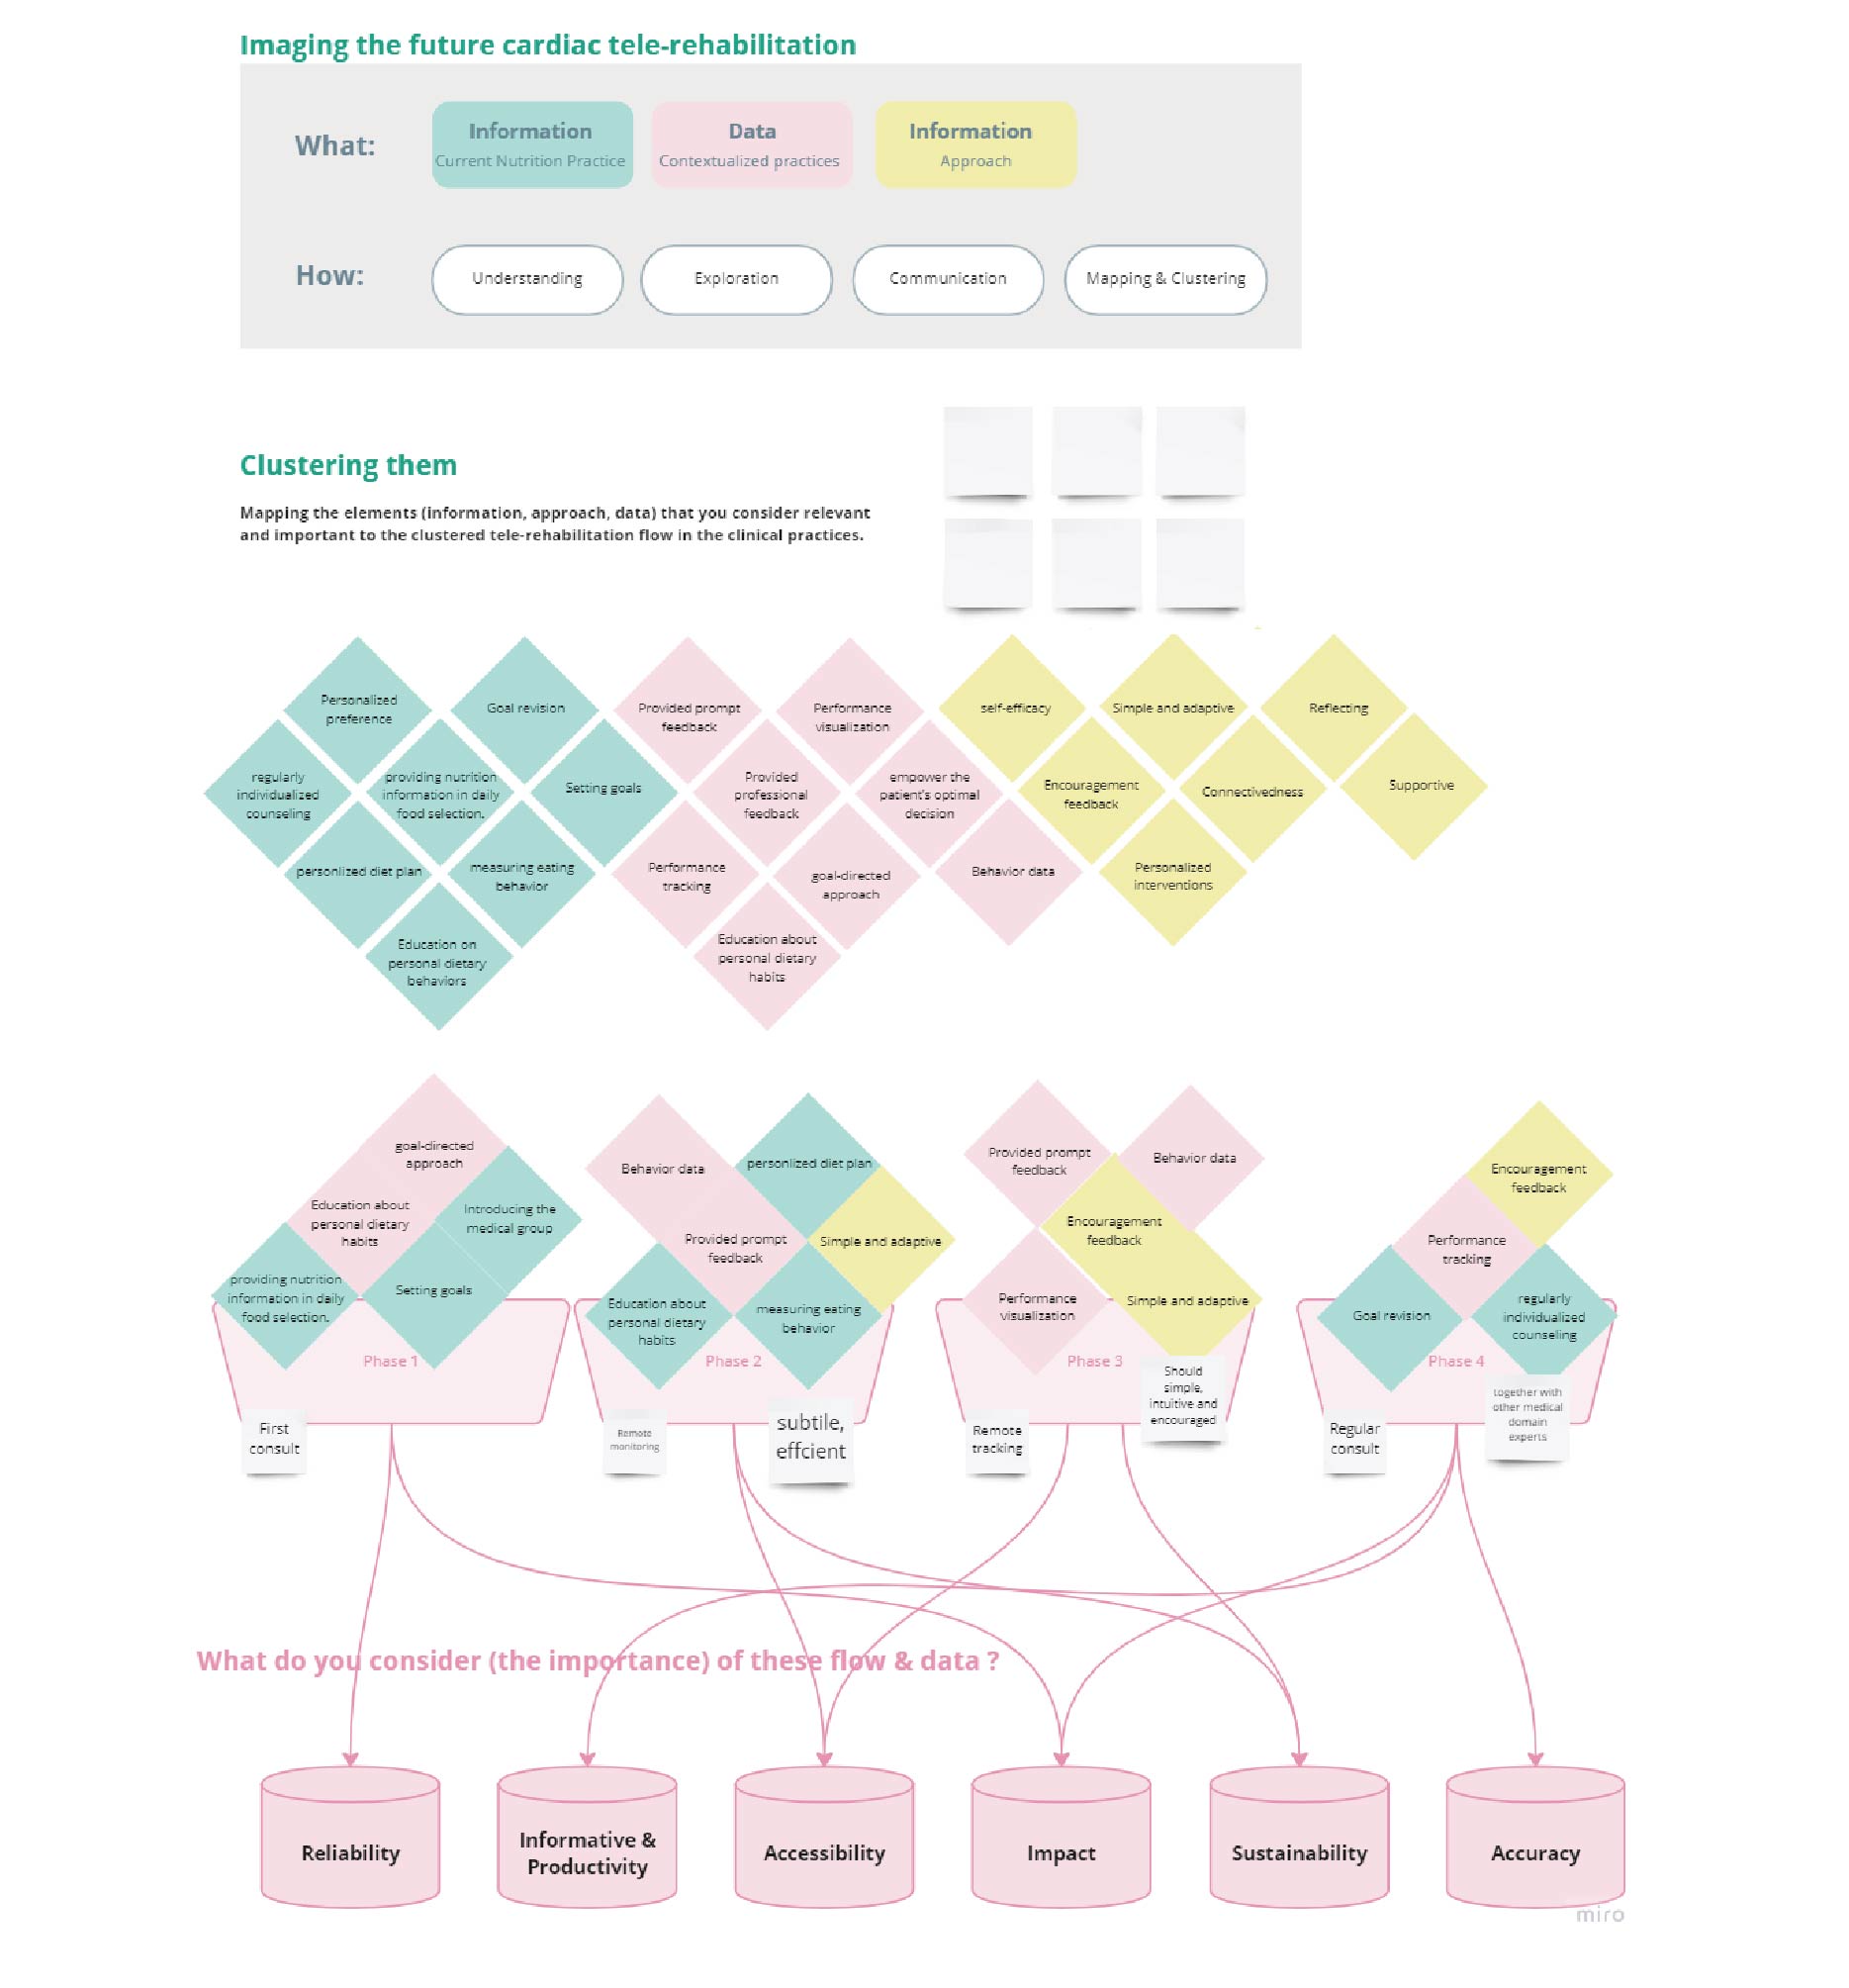 Imaging the future cardiac tele-rehabilitation
What:
Information
Current Nutrition Practice
Data
Contextualized practices
Information
Approach
How:
Understanding
Exploration
Communication
Mapping & Clustering
Clustering them
Mapping the elements (information, approach, data) that you consider relevant
and important to the clustered tele-rehabilitation flow in the clinical practices.
Personalized
preference
Goal revision
Provided prompt
feedback
Performance
visualization
self-efficacy
Simple and adaptive
Reflecting
regularly
individualized
counseling
providing nutrition
information in daily
food selection.
Setting goals
Provided
professional
feedback
empower the
patient's optimal
decision
Encouragement
feedback
Connectivedness
Supportive
personlized diet plan
measuring eating
behavior
Performance
tracking
goal-directed
approach
Behavior data
Personalized
interventions
Education on
personal dietary
behaviors
Education about
personal dietary
habits
goal-directed
approach
Education about
personal dietary
habits
Introducing the
medical group
providing nutrition
information in daily
food selection.
Setting goals
Phase 1
First
consult
Behavior data
personlized diet plan
Provided prompt
feedback
Simple and adaptive
Education about
personal dietary
habits
measuring eating
behavior
Phase 2
Remote
monitoring
subtile,
effcient
Provided prompt
feedback
Behavior data
Encouragement
feedback
Performance
visualization
Simple and adaptive
Phase 3
Remote
tracking
Should
simple,
intuitive and
encouraged
Encouragement
feedback
Performance
tracking
Goal revision
regularly
individualized
counseling
Phase 4
Regular
consult
together with
other medical
domain
experts
What do you consider (the importance) of these flow & data ?
Reliability
Informative &
Productivity
Accessibility
Impact
Sustainability
Accuracy
miro